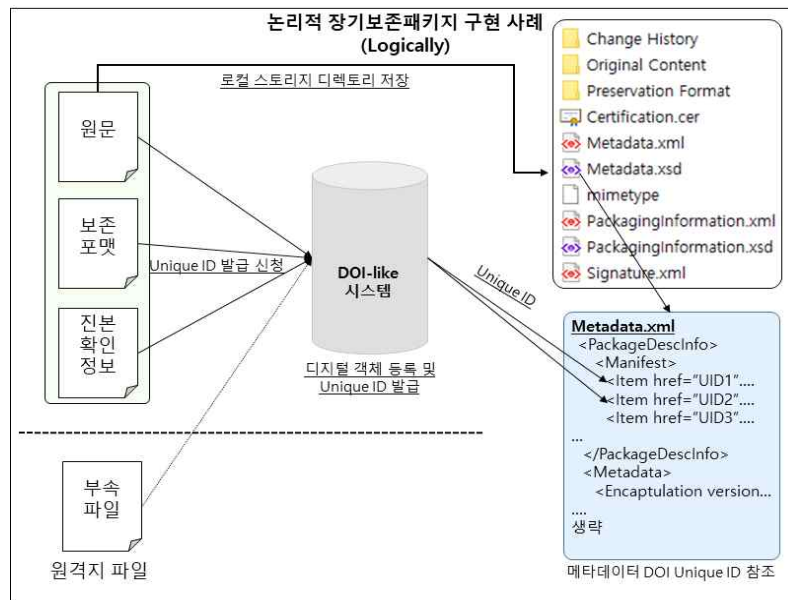 논리적 장기보존패키지 구현 사례
(Logically)
로컬 스토리지 디렉토리 저장
원문
보존
포맷
진본
확인
정보
Unique ID 발급 신청
DOI-like
시스템
디지털 객체 등록 및
Unique ID 발급
Unique ID
부속
파일
원격지 파일
Change History
Original Content
Preservation Format
Certification.cer
Metadata.xml
Metadata.xsd
mimetype
PackagingInformation.xml
PackagingInformation.xsd
Signature.xml
Metadata.xml
<PackageDescInfo>
<Manifest>
<Item href="UID1"....
<Item href="UID2"....
<Item href="UID3"....
...
</PackageDescInfo>
<Metadata>
<Encaptulation version...
....
생략
메타데이터 DOI Unique ID 참조